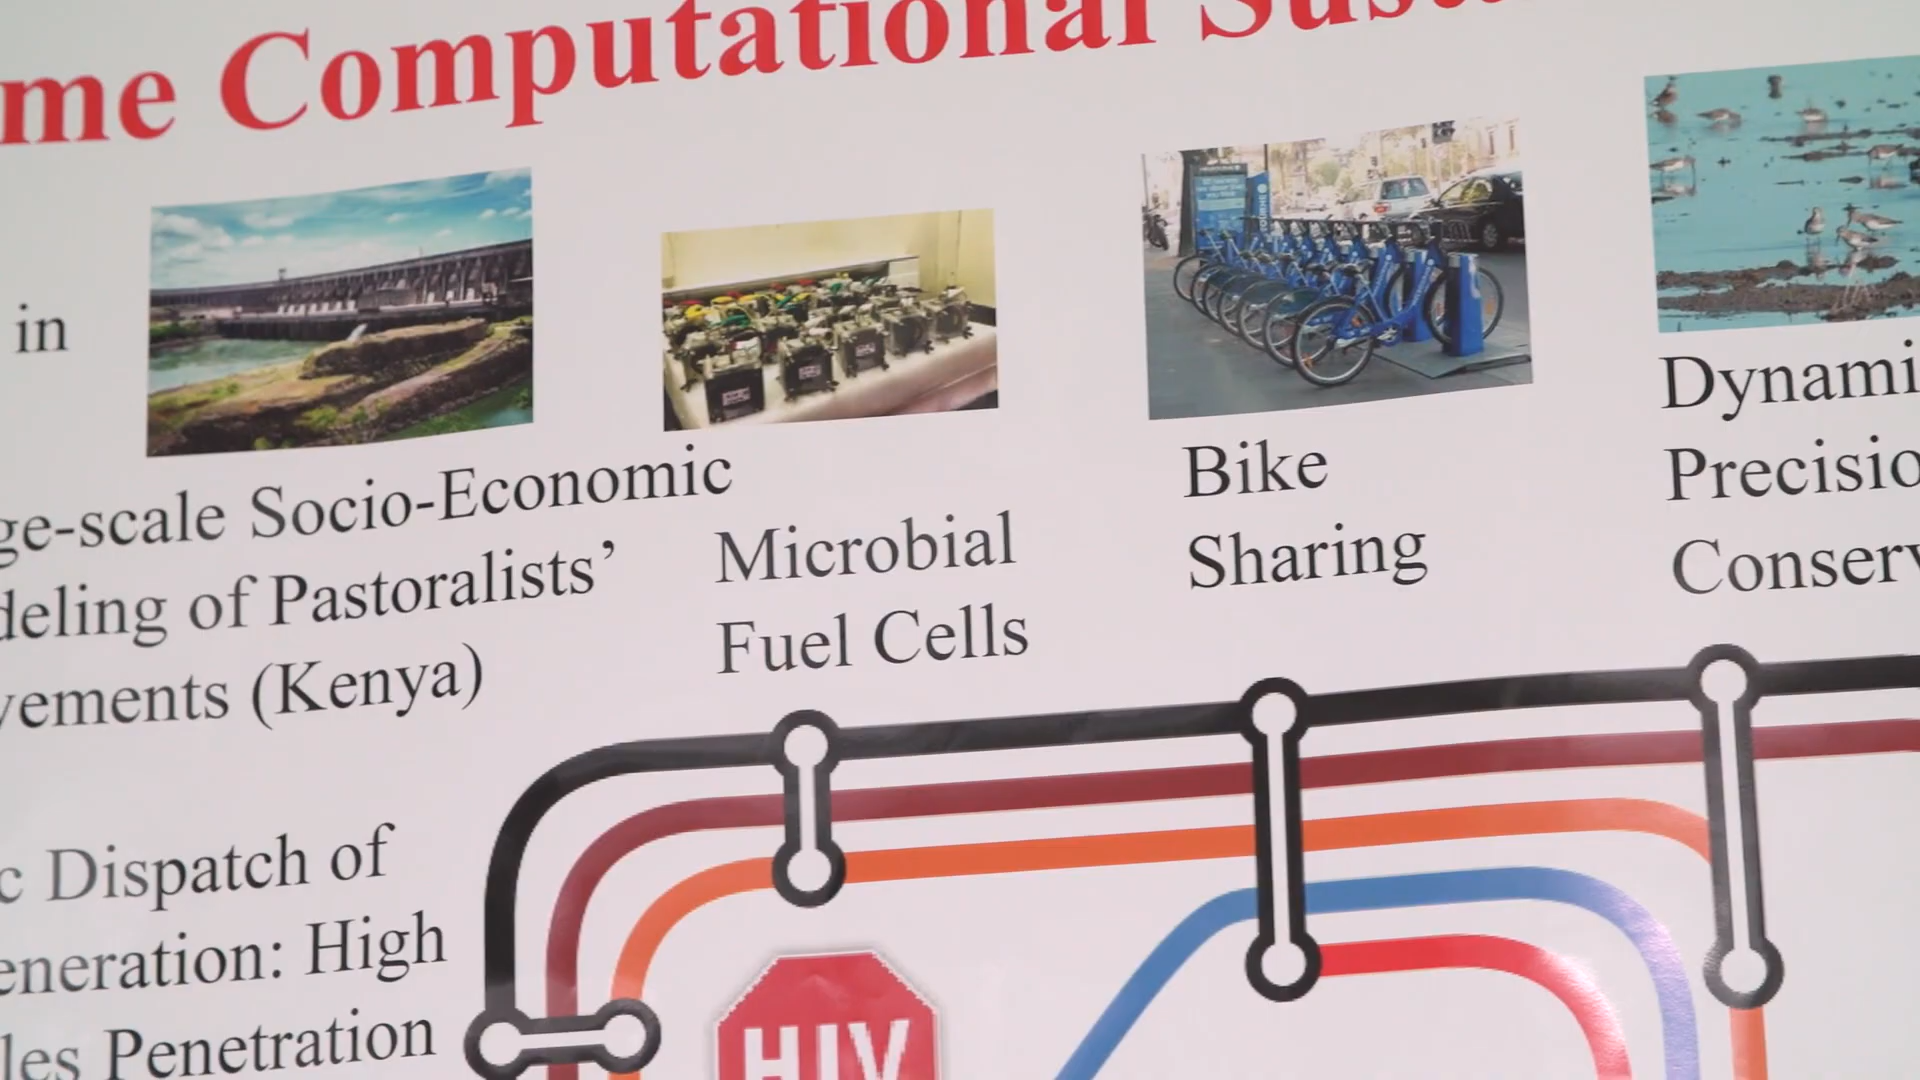 me Computational Susta
in
ge-scale Socio-Economic
deling of Pastoralists’
vements (Kenya)
Microbial
Fuel Cells
Bike
Sharing
Dynami
Precisio
Conserv
c Dispatch of
eneration: High
les Penetration
HIV